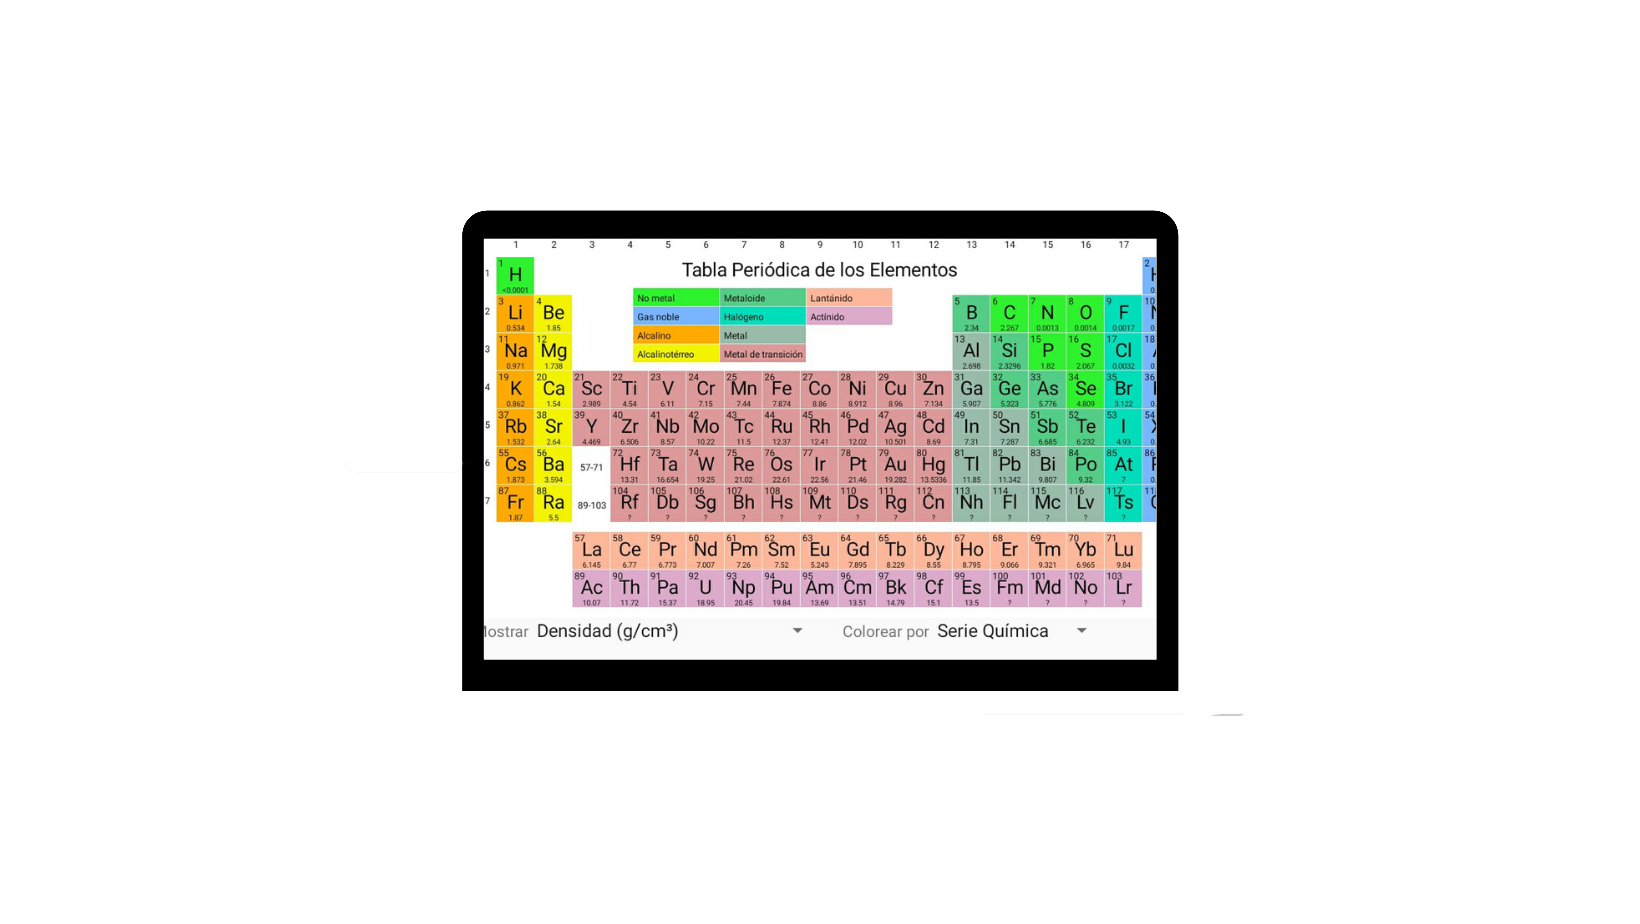 1 2 3 4 5 6 7 8 9 10 11 12 13 14 15 16 17
Tabla Periódica de los Elementos
No metal Metaloide Lantánido
Gas noble Halógeno Actínido
Alcalino Metal
Alcalinotérreo Metal de transición
1 1 H <0.0001 2
2 3 Li 0.534 4 Be 1.85 5 B 2.34 6 C 2.267 7 N 0.0013 8 O 0.0014 9 F 0.0017 10
3 11 Na 0.971 12 Mg 1.738 13 Al 2.698 14 Si 2.3296 15 P 1.82 16 S 2.067 17 Cl 0.0032 18
4 19 K 0.862 20 Ca 1.54 21 Sc 2.989 22 Ti 4.54 23 V 6.11 24 Cr 7.15 25 Mn 7.44 26 Fe 7.874 27 Co 8.86 28 Ni 8.912 29 Cu 8.96 30 Zn 7.134 31 Ga 5.907 32 Ge 5.323 33 As 5.776 34 Se 4.809 35 Br 3.122 36
5 37 Rb 1.532 38 Sr 2.64 39 Y 4.469 40 Zr 6.506 41 Nb 8.57 42 Mo 10.22 43 Tc 11.5 44 Ru 12.37 45 Rh 12.41 46 Pd 12.02 47 Ag 10.501 48 Cd 8.69 49 In 7.31 50 Sn 7.287 51 Sb 6.685 52 Te 6.232 53 I 4.93 54
6 55 Cs 1.873 56 Ba 3.594 57-71 72 Hf 13.31 73 Ta 16.654 74 W 19.25 75 Re 21.02 76 Os 22.61 77 Ir 22.56 78 Pt 21.46 79 Au 19.282 80 Hg 13.5336 81 Tl 11.85 82 Pb 11.342 83 Bi 9.807 84 Po 9.32 85 At 7 86
7 87 Fr 1.87 88 Ra 5.5 89-103 104 Rf ? 105 Db ? 106 Sg ? 107 Bh ? 108 Hs ? 109 Mt ? 110 Ds ? 111 Rg ? 112 Cn ? 113 Nh ? 114 Fl ? 115 Mc ? 116 Lv ? 117 Ts ?
57 La 6.145 58 Ce 6.77 59 Pr 6.773 60 Nd 7.007 61 Pm 7.26 62 Sm 7.52 63 Eu 5.243 64 Gd 7.895 65 Tb 8.229 66 Dy 8.55 67 Ho 8.795 68 Er 9.066 69 Tm 9.321 70 Yb 6.965 71 Lu 9.84
89 Ac 10.07 90 Th 11.72 91 Pa 15.37 92 U 18.95 93 Np 20.45 94 Pu 19.84 95 Am 13.69 96 Cm 13.51 97 Bk 14.79 98 Cf 15.1 99 Es 13.5 100 Fm ? 101 Md ? 102 No ? 103 Lr ?
ostrar Densidad (g/cm³) Colorear por Serie Química